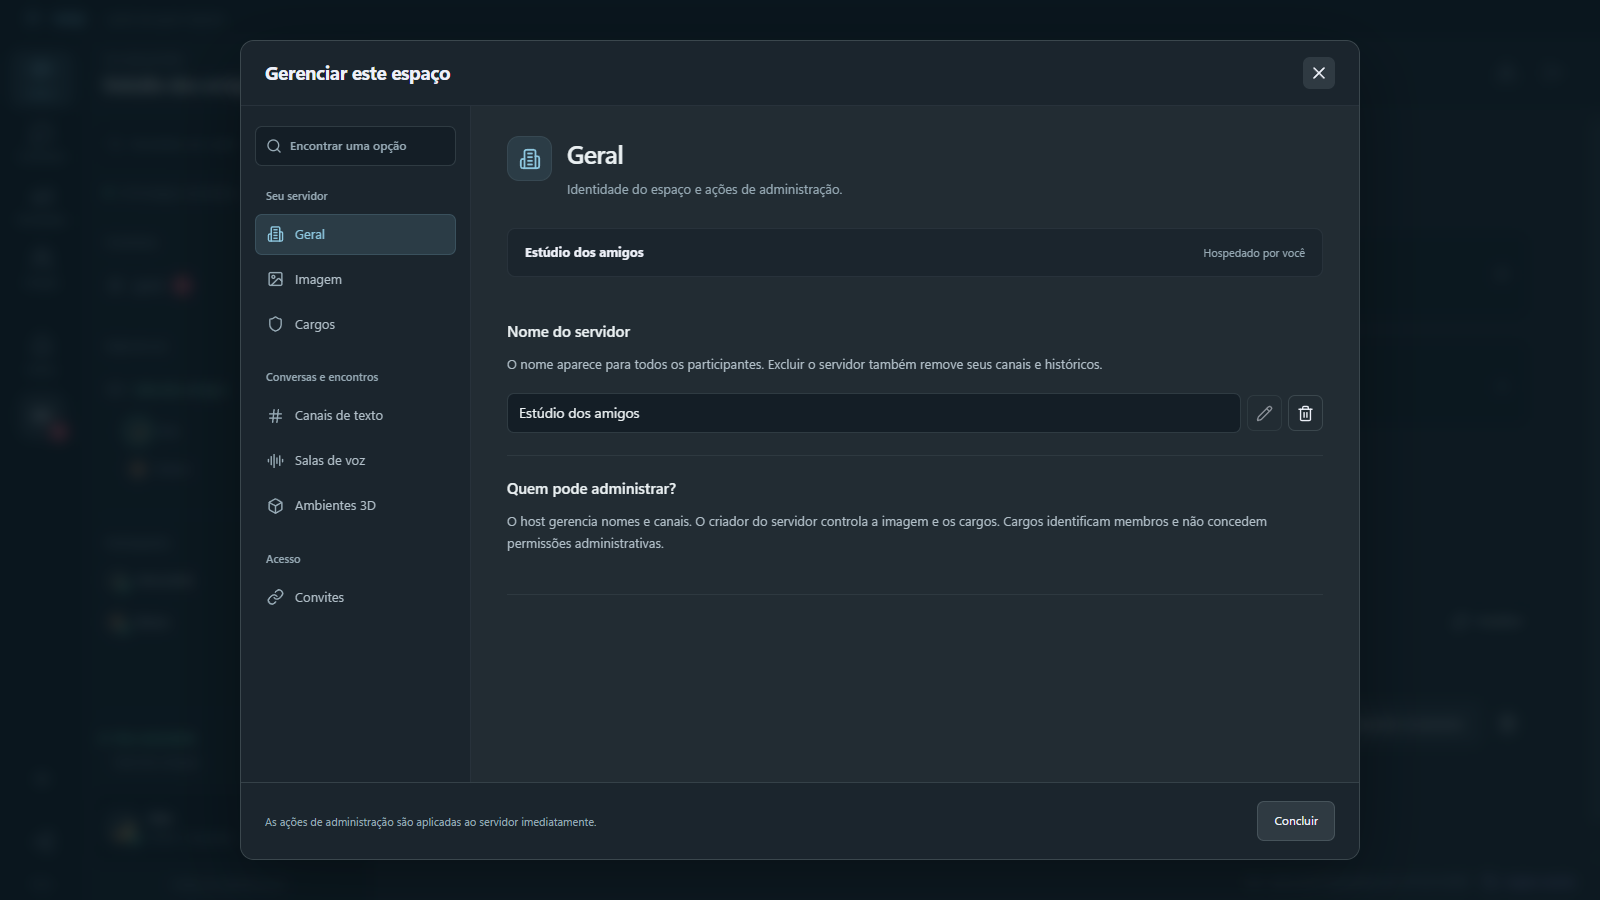 Gerenciar este espaço
Encontrar uma opção
Seu servidor
Geral
Imagem
Cargos
Conversas e encontros
Canais de texto
Salas de voz
Ambientes 3D
Acesso
Convites
Geral
Identidade do espaço e ações de administração.
Estúdio dos amigos
Hospedado por você
Nome do servidor
O nome aparece para todos os participantes. Excluir o servidor também remove seus canais e históricos.
Estúdio dos amigos
Quem pode administrar?
O host gerencia nomes e canais. O criador do servidor controla a imagem e os cargos. Cargos identificam membros e não concedem
permissões administrativas.
As ações de administração são aplicadas ao servidor imediatamente.
Concluir